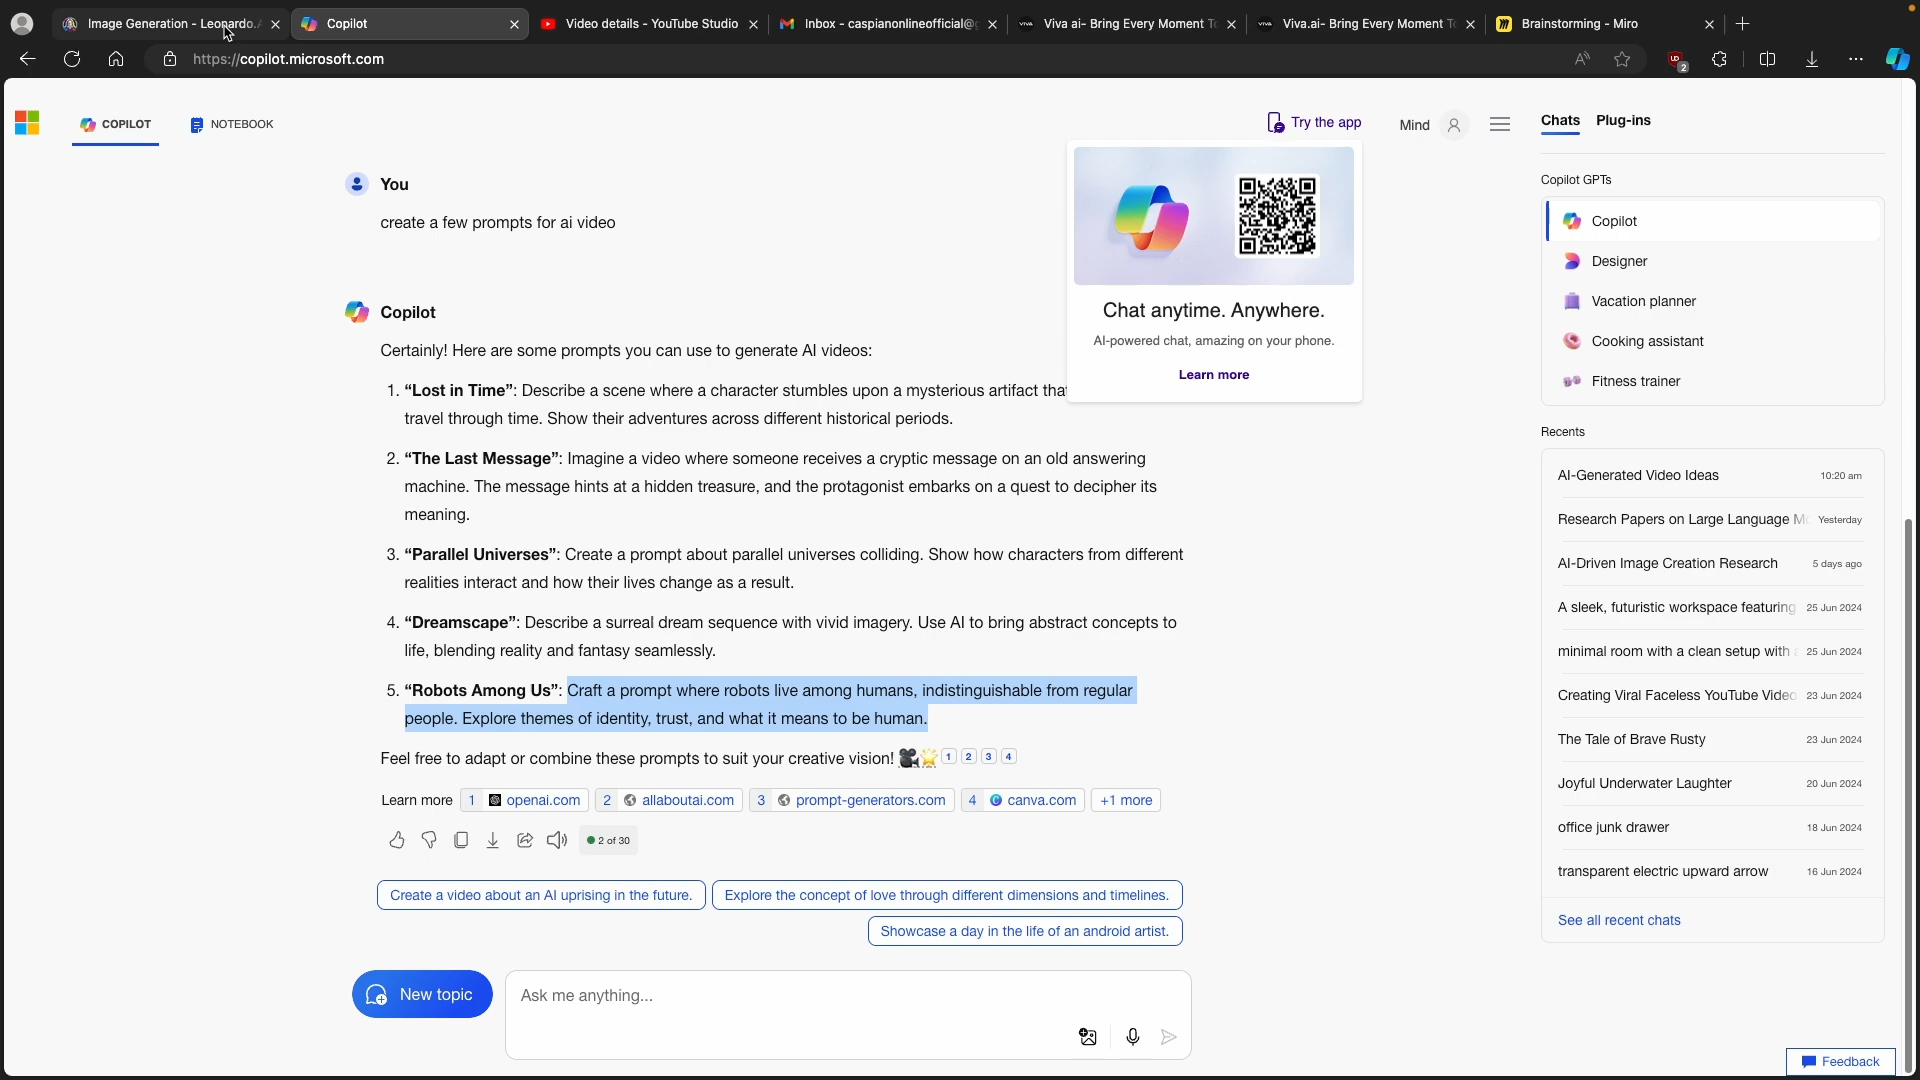 Image Generation - Leonardo.A
Copilot
Video details - YouTube Studio
Inbox - caspianonlineofficial@g
Viva ai- Bring Every Moment To
Viva.ai- Bring Every Moment To
Brainstorming - Miro
https://copilot.microsoft.com
2
COPILOT
NOTEBOOK
Try the app
Mind
Chats
Plug-ins
You
create a few prompts for ai video
Chat anytime. Anywhere.
AI-powered chat, amazing on your phone.
Learn more
Copilot
Certainly! Here are some prompts you can use to generate AI videos:
1. “Lost in Time”: Describe a scene where a character stumbles upon a mysterious artifact that
travel through time. Show their adventures across different historical periods.
2. “The Last Message”: Imagine a video where someone receives a cryptic message on an old answering
machine. The message hints at a hidden treasure, and the protagonist embarks on a quest to decipher its
meaning.
3. “Parallel Universes”: Create a prompt about parallel universes colliding. Show how characters from different
realities interact and how their lives change as a result.
4. “Dreamscape”: Describe a surreal dream sequence with vivid imagery. Use AI to bring abstract concepts to
life, blending reality and fantasy seamlessly.
5. “Robots Among Us”: Craft a prompt where robots live among humans, indistinguishable from regular
people. Explore themes of identity, trust, and what it means to be human.
Feel free to adapt or combine these prompts to suit your creative vision! 🎥🌟 1 2 3 4
Learn more 1 openai.com 2 allaboutai.com 3 prompt-generators.com 4 canva.com +1 more
2 of 30
Create a video about an AI uprising in the future.
Explore the concept of love through different dimensions and timelines.
Showcase a day in the life of an android artist.
New topic
Ask me anything...
Copilot GPTs
Copilot
Designer
Vacation planner
Cooking assistant
Fitness trainer
Recents
AI-Generated Video Ideas 10:20 am
Research Papers on Large Language Mo Yesterday
AI-Driven Image Creation Research 5 days ago
A sleek, futuristic workspace featuring 25 Jun 2024
minimal room with a clean setup with a 25 Jun 2024
Creating Viral Faceless YouTube Video 23 Jun 2024
The Tale of Brave Rusty 23 Jun 2024
Joyful Underwater Laughter 20 Jun 2024
office junk drawer 18 Jun 2024
transparent electric upward arrow 16 Jun 2024
See all recent chats
Feedback